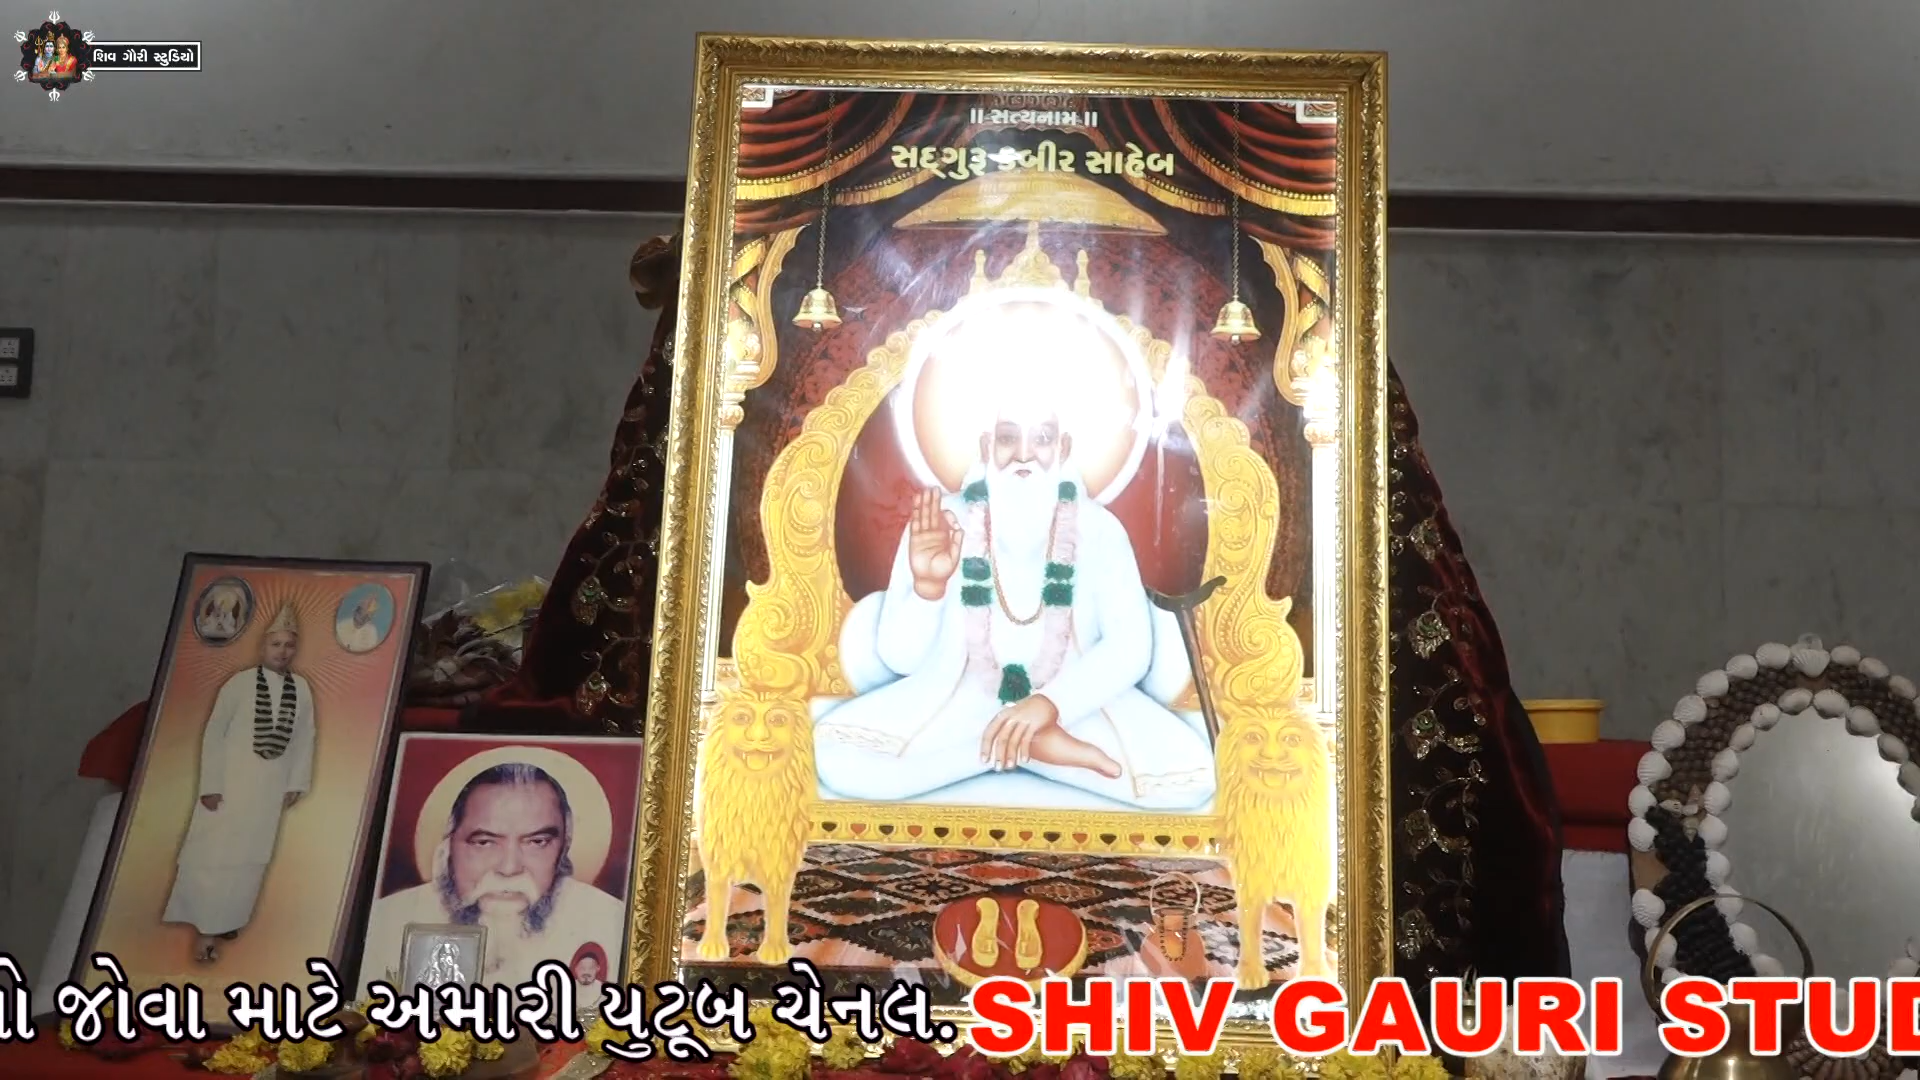 શિવ ગૌરી સ્ટુડિયો
॥ સત્યનામ ॥
સદ્‌ગુરૂ કબીર સાહેબ
જોવા માટે અમારી યુટૂબ ચેનલ. SHIV GAURI STUD